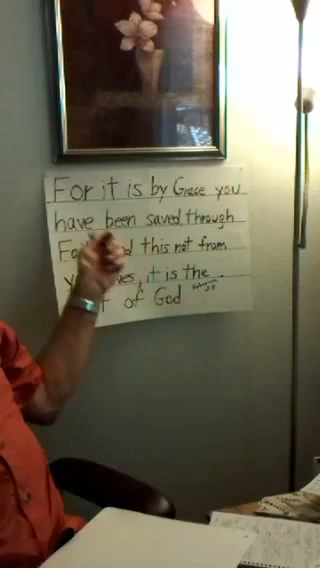 For it is by Grace you
have been saved, through
this not from
, it is the
of God